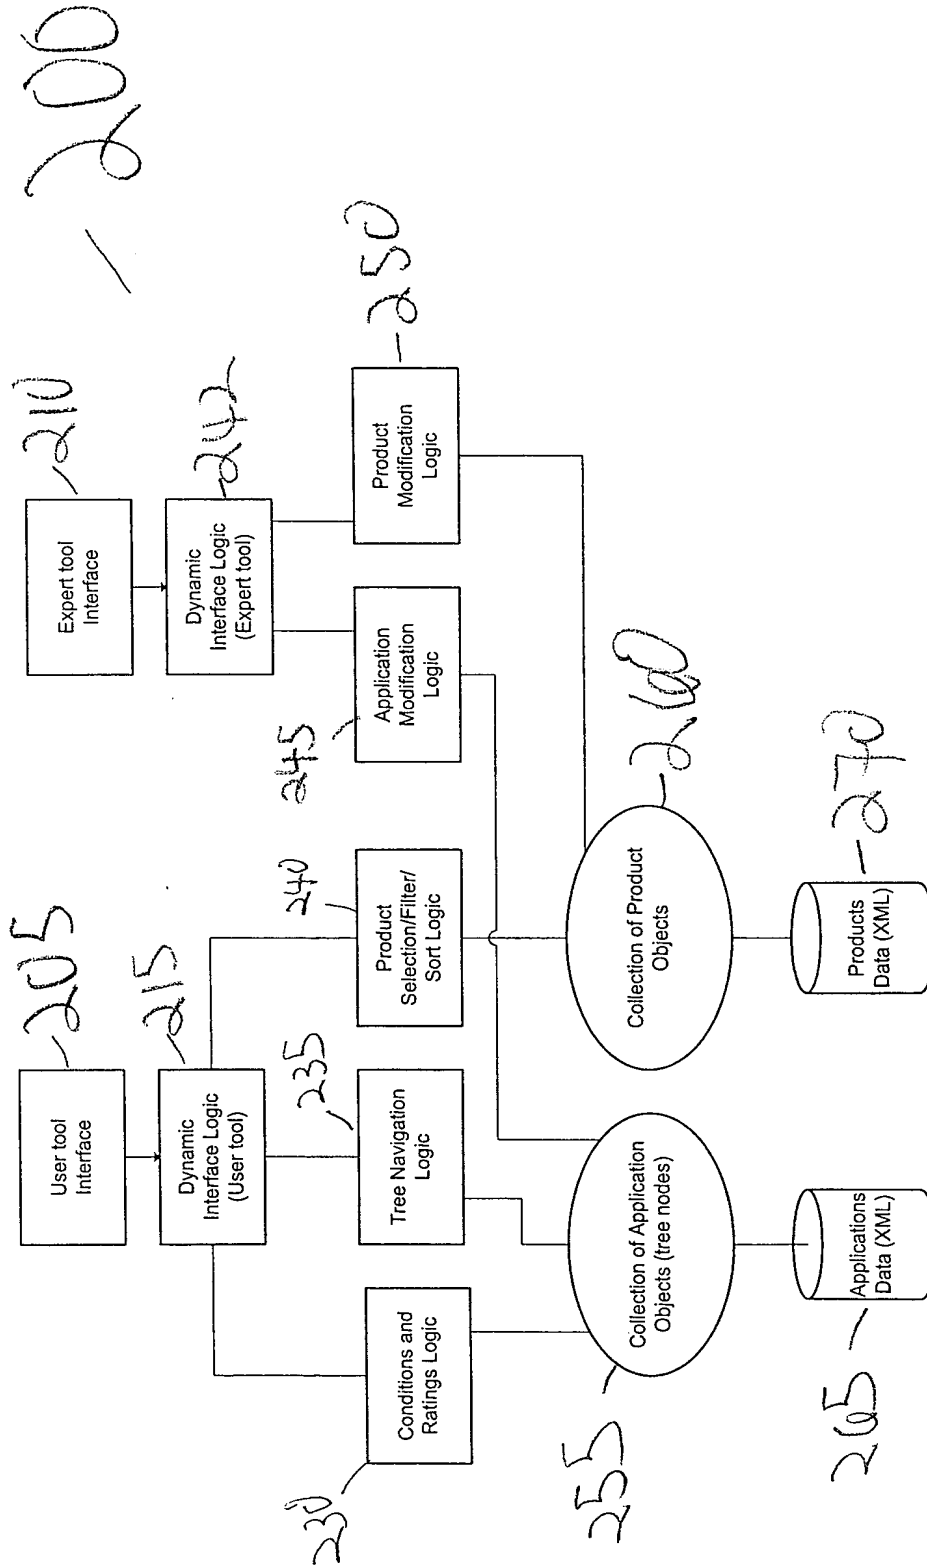 200
User tool
Interface
205
Expert tool
Interface
210
Dynamic
Interface Logic
(User tool)
215
Dynamic
Interface Logic
(Expert tool)
242
Conditions and
Ratings Logic
230
Tree Navigation
Logic
235
Product
Selection/Filter/
Sort Logic
240
Application
Modification
Logic
245
Product
Modification
Logic
250
Collection of Application
Objects (tree nodes)
255
Collection of Product
Objects
260
Applications
Data (XML)
265
Products
Data (XML)
270